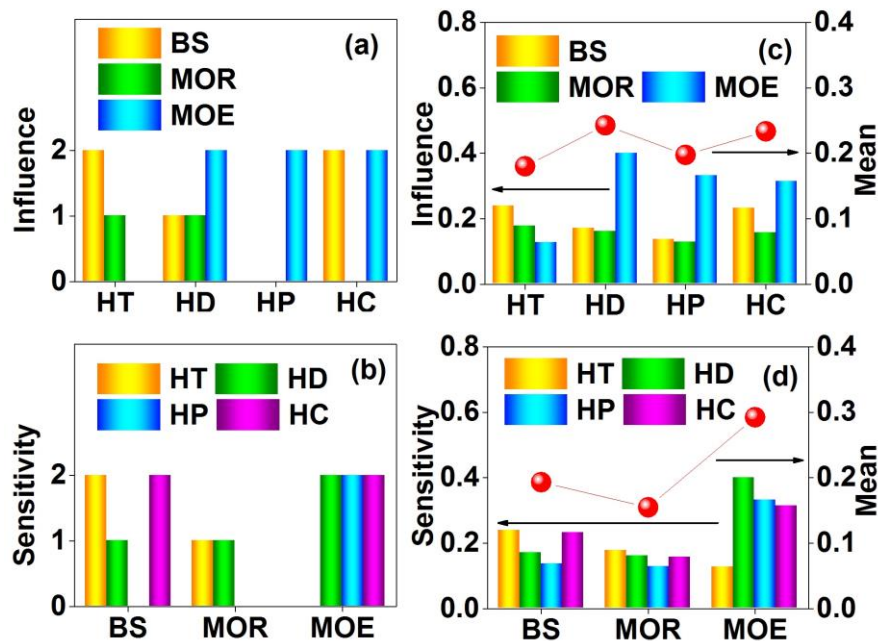 (a)
BS
MOR
MOE
Influence
2
1
0
HT HD HP HC
(c)
BS
MOR MOE
Influence
0.8
0.6
0.4
0.2
0.0
0.4
0.3
0.2
0.1
0.0
Mean
HT HD HP HC
(b)
HT HD
HP HC
Sensitivity
2
1
0
BS MOR MOE
(d)
HT HD
HP HC
Sensitivity
0.8
0.6
0.4
0.2
0.0
0.4
0.3
0.2
0.1
0.0
Mean
BS MOR MOE